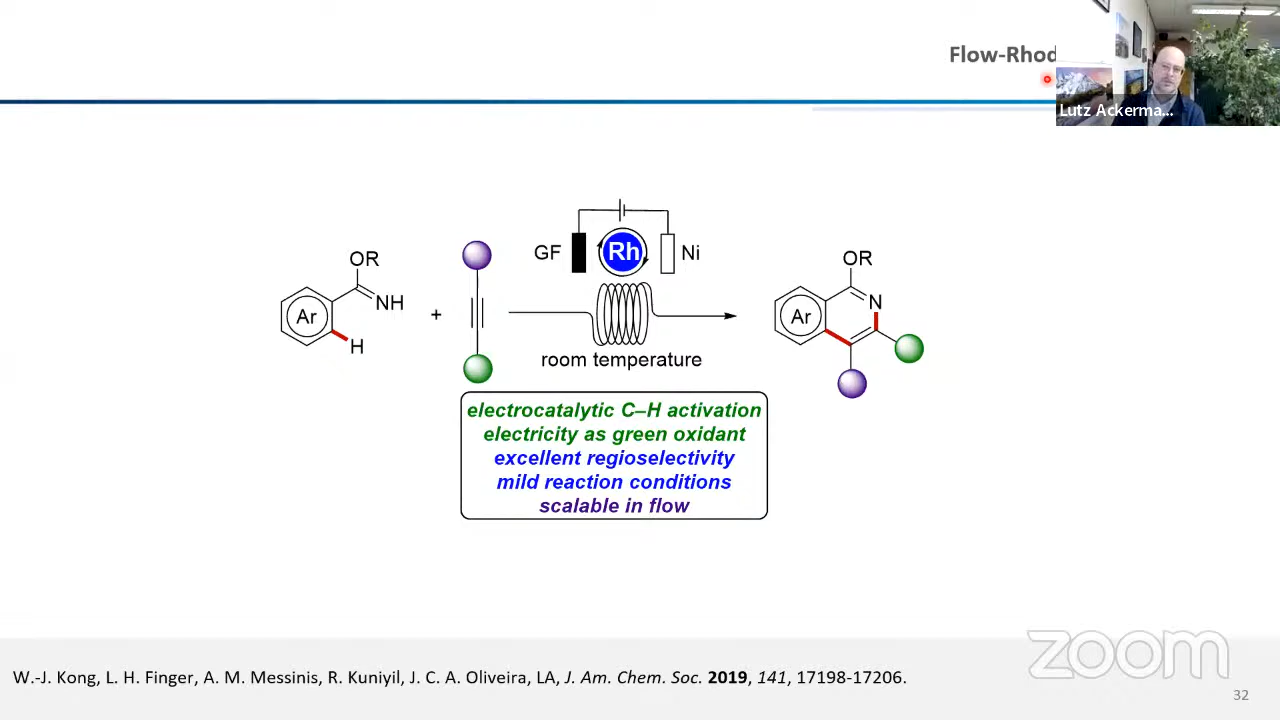 Flow-Rhod
Lutz Ackerma...
OR
NH
Ar
H
+
GF
Rh
Ni
room temperature
OR
N
Ar
electrocatalytic C–H activation
electricity as green oxidant
excellent regioselectivity
mild reaction conditions
scalable in flow
zoom
W.-J. Kong, L. H. Finger, A. M. Messinis, R. Kuniyil, J. C. A. Oliveira, LA, J. Am. Chem. Soc. 2019, 141, 17198-17206.
32